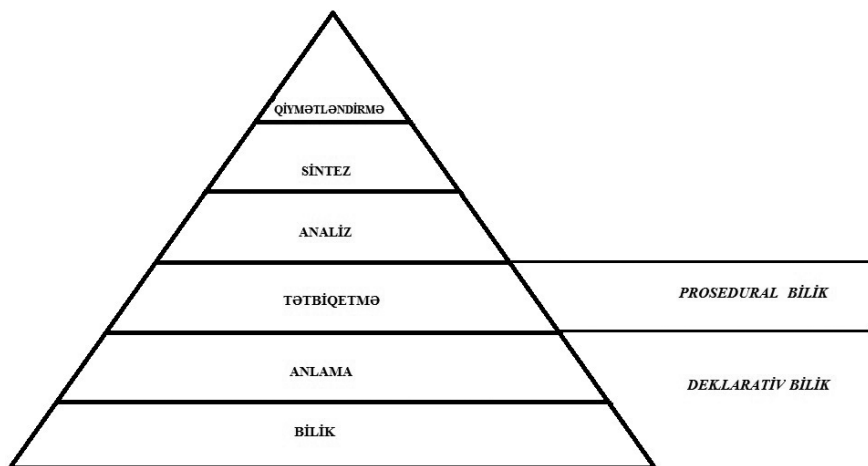 QİYMƏTLƏNDİRMƏ
SİNTEZ
ANALİZ
TƏTBİQETMƏ
PROSEDURAL BİLİK
ANLAMA
DEKLARATİV BİLİK
BİLİK